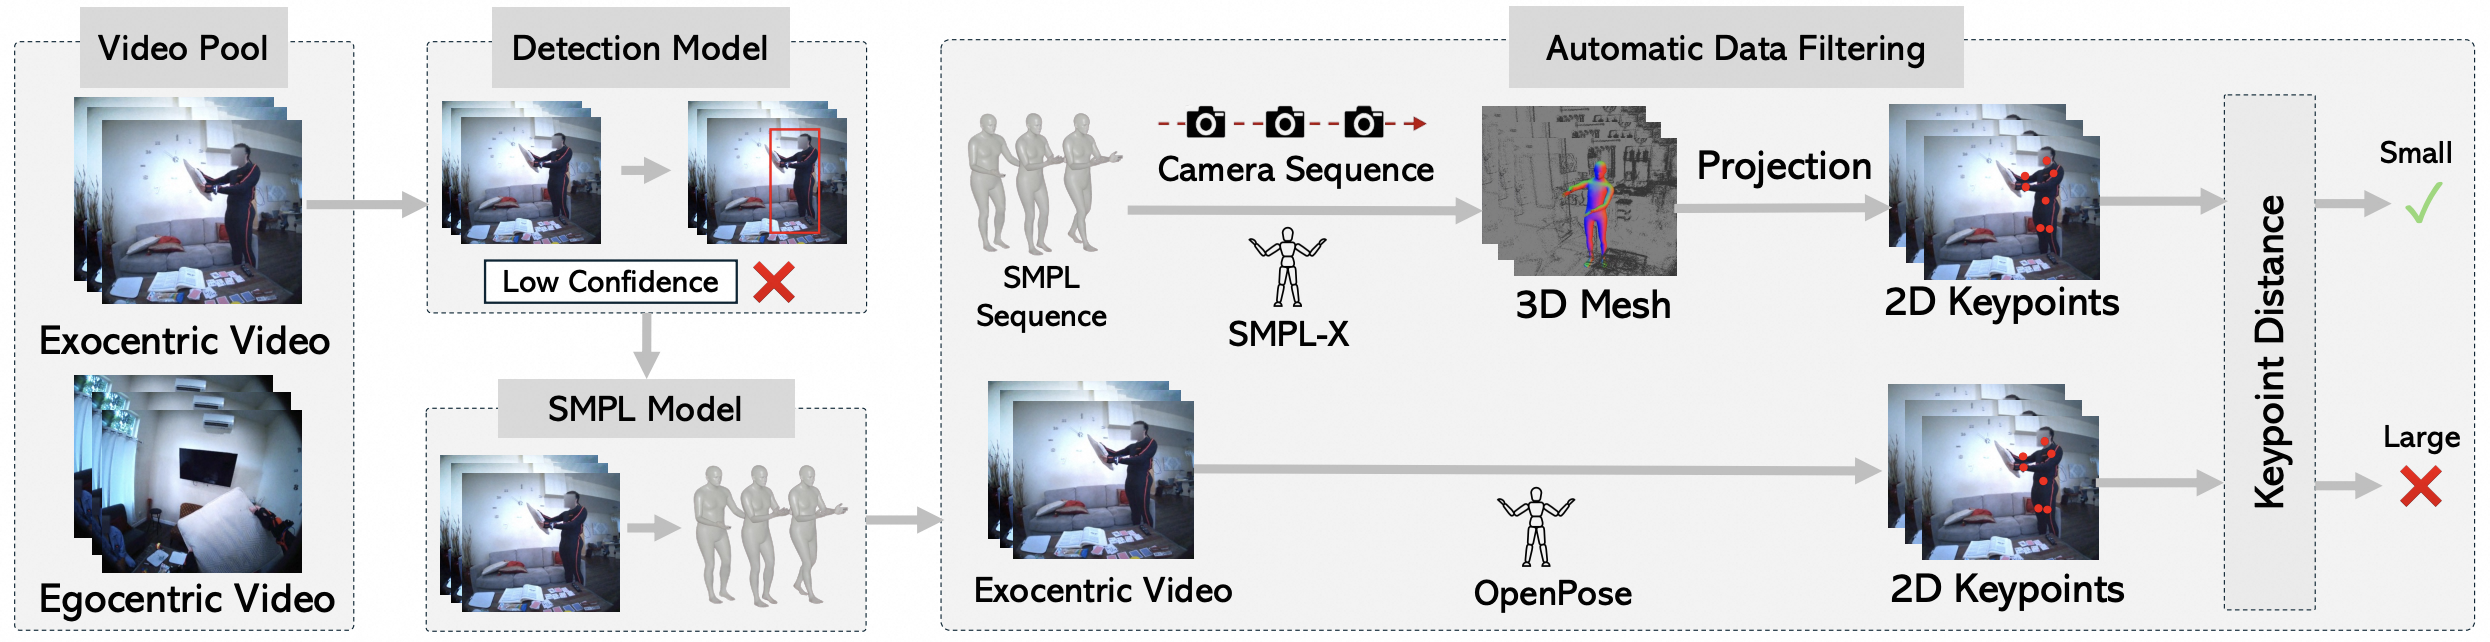 Video Pool
Exocentric Video
Egocentric Video
Detection Model
Low Confidence
SMPL Model
Automatic Data Filtering
SMPL
Sequence
Camera Sequence
SMPL-X
3D Mesh
Projection
2D Keypoints
Exocentric Video
OpenPose
2D Keypoints
Keypoint Distance
Small
Large